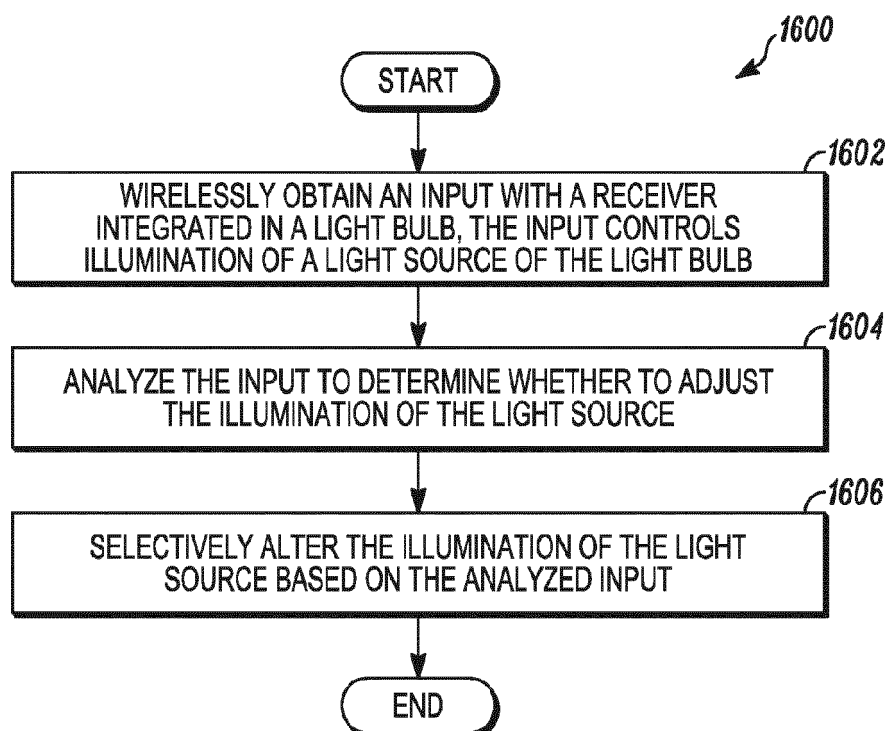 1600
START
1602
WIRELESSLY OBTAIN AN INPUT WITH A RECEIVER
INTEGRATED IN A LIGHT BULB, THE INPUT CONTROLS
ILLUMINATION OF A LIGHT SOURCE OF THE LIGHT BULB
1604
ANALYZE THE INPUT TO DETERMINE WHETHER TO ADJUST
THE ILLUMINATION OF THE LIGHT SOURCE
1606
SELECTIVELY ALTER THE ILLUMINATION OF THE LIGHT
SOURCE BASED ON THE ANALYZED INPUT
END